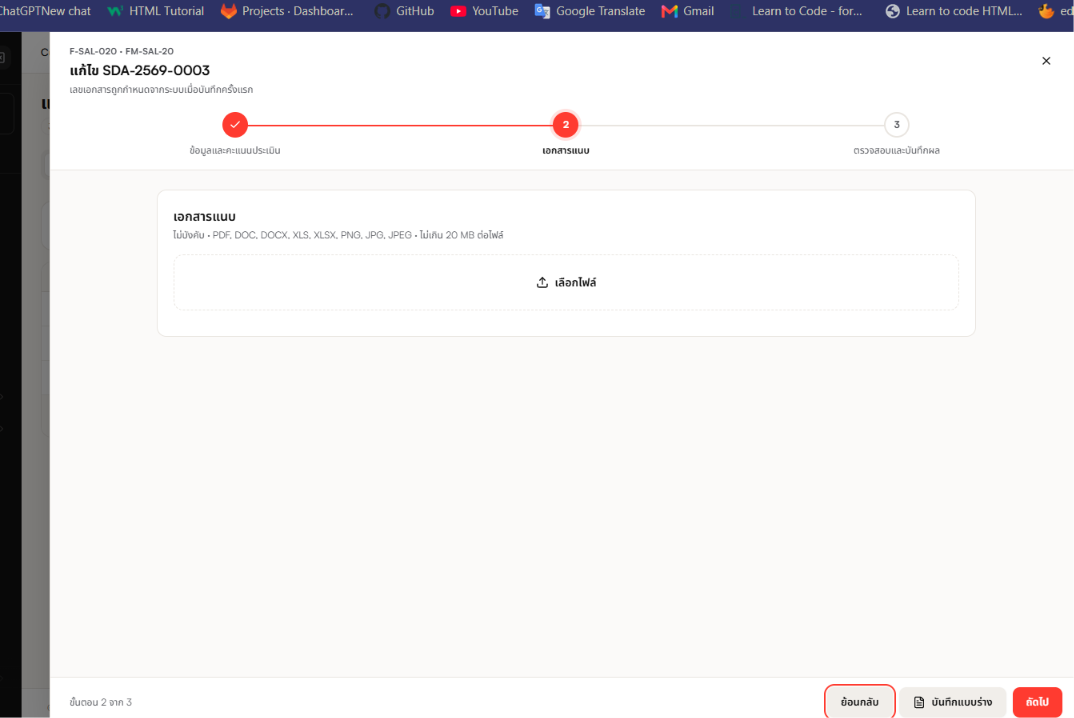 ChatGPT New chat HTML Tutorial Projects · Dashboar... GitHub YouTube Google Translate Gmail Learn to Code - for... Learn to code HTML... ed
F-SAL-020 • FM-SAL-20
แก้ไข SDA-2569-0003
เลขเอกสารถูกกำหนดจากระบบเมื่อบันทึกครั้งแรก
2 3
ข้อมูลและคะแนนประเมิน เอกสารแนบ ตรวจสอบและบันทึกผล
เอกสารแนบ
ไม่บังคับ • PDF, DOC, DOCX, XLS, XLSX, PNG, JPG, JPEG • ไม่เกิน 20 MB ต่อไฟล์
เลือกไฟล์
ขั้นตอน 2 จาก 3 ย้อนกลับ บันทึกแบบร่าง ถัดไป